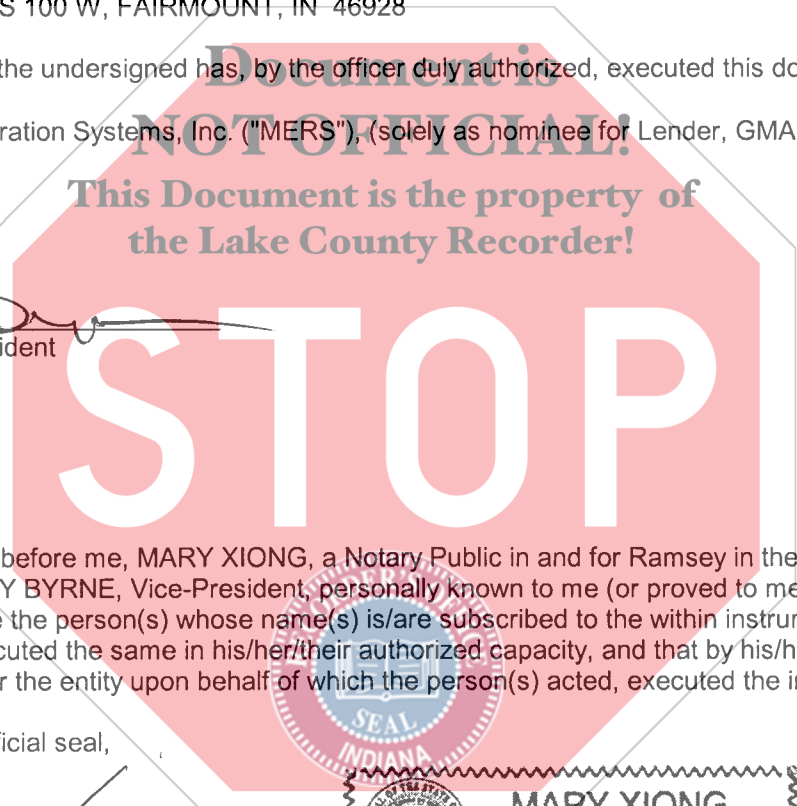 S 100 W, FAIRMOUNT, IN 46928
Document is
the undersigned has, by the officer duly authorized, executed this do
NOT OFFICIAL!
ration Systems, Inc. ("MERS"), (solely as nominee for Lender, GMA
This Document is the property of
the Lake County Recorder!
ident
STOP
before me, MARY XIONG, a Notary Public in and for Ramsey in the
Y BYRNE, Vice-President, personally known to me (or proved to me
e the person(s) whose name(s) is/are subscribed to the within instru
cuted the same in his/her/their authorized capacity, and that by his/h
r the entity upon behalf of which the person(s) acted, executed the i
RECORDER'S OFFICE
SEAL
INDIANA
ficial seal,
MARY XIONG